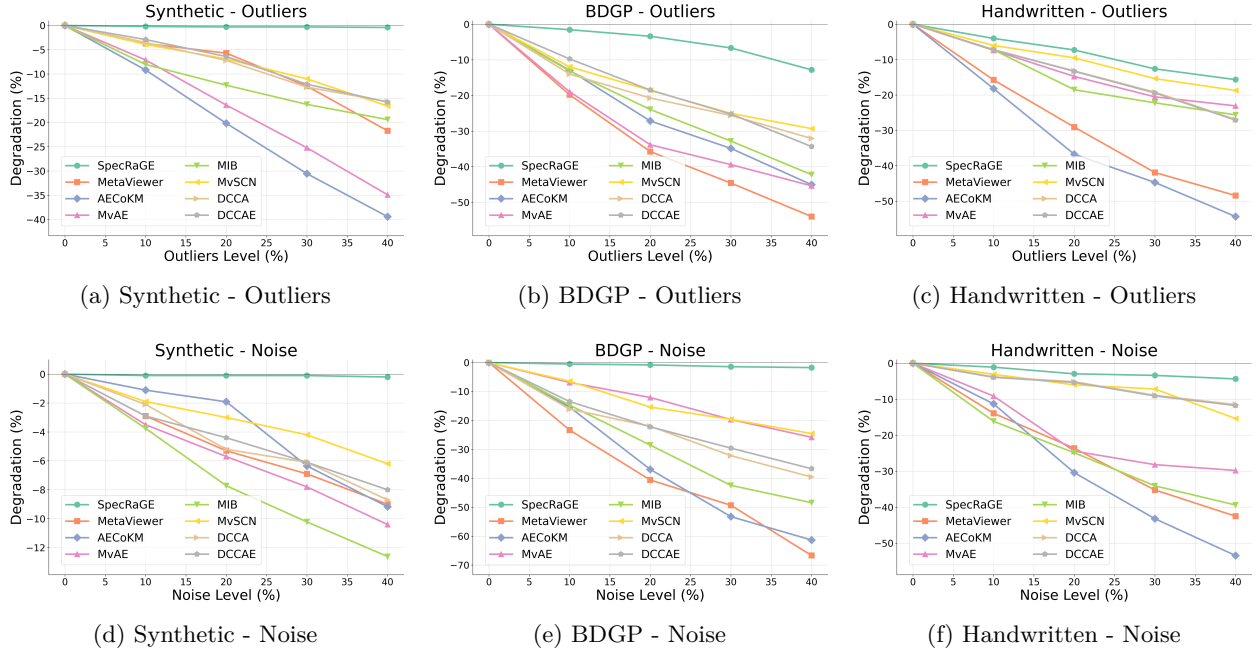 Synthetic - Outliers
Degradation (%)
0
−5
−10
−15
−20
−25
−30
−35
−40
SpecRaGE
MetaViewer
AECoKM
MvAE
MIB
MvSCN
DCCA
DCCAE
0 5 10 15 20 25 30 35 40
Outliers Level (%)
(a) Synthetic - Outliers
BDGP - Outliers
Degradation (%)
0
−10
−20
−30
−40
−50
SpecRaGE
MetaViewer
AECoKM
MvAE
MIB
MvSCN
DCCA
DCCAE
0 5 10 15 20 25 30 35 40
Outliers Level (%)
(b) BDGP - Outliers
Handwritten - Outliers
Degradation (%)
0
−10
−20
−30
−40
−50
SpecRaGE
MetaViewer
AECoKM
MvAE
MIB
MvSCN
DCCA
DCCAE
0 5 10 15 20 25 30 35 40
Outliers Level (%)
(c) Handwritten - Outliers
Synthetic - Noise
Degradation (%)
0
−2
−4
−6
−8
−10
−12
SpecRaGE
MetaViewer
AECoKM
MvAE
MIB
MvSCN
DCCA
DCCAE
0 5 10 15 20 25 30 35 40
Noise Level (%)
(d) Synthetic - Noise
BDGP - Noise
Degradation (%)
0
−10
−20
−30
−40
−50
−60
−70
SpecRaGE
MetaViewer
AECoKM
MvAE
MIB
MvSCN
DCCA
DCCAE
0 5 10 15 20 25 30 35 40
Noise Level (%)
(e) BDGP - Noise
Handwritten - Noise
Degradation (%)
0
−10
−20
−30
−40
−50
SpecRaGE
MetaViewer
AECoKM
MvAE
MIB
MvSCN
DCCA
DCCAE
0 5 10 15 20 25 30 35 40
Noise Level (%)
(f) Handwritten - Noise